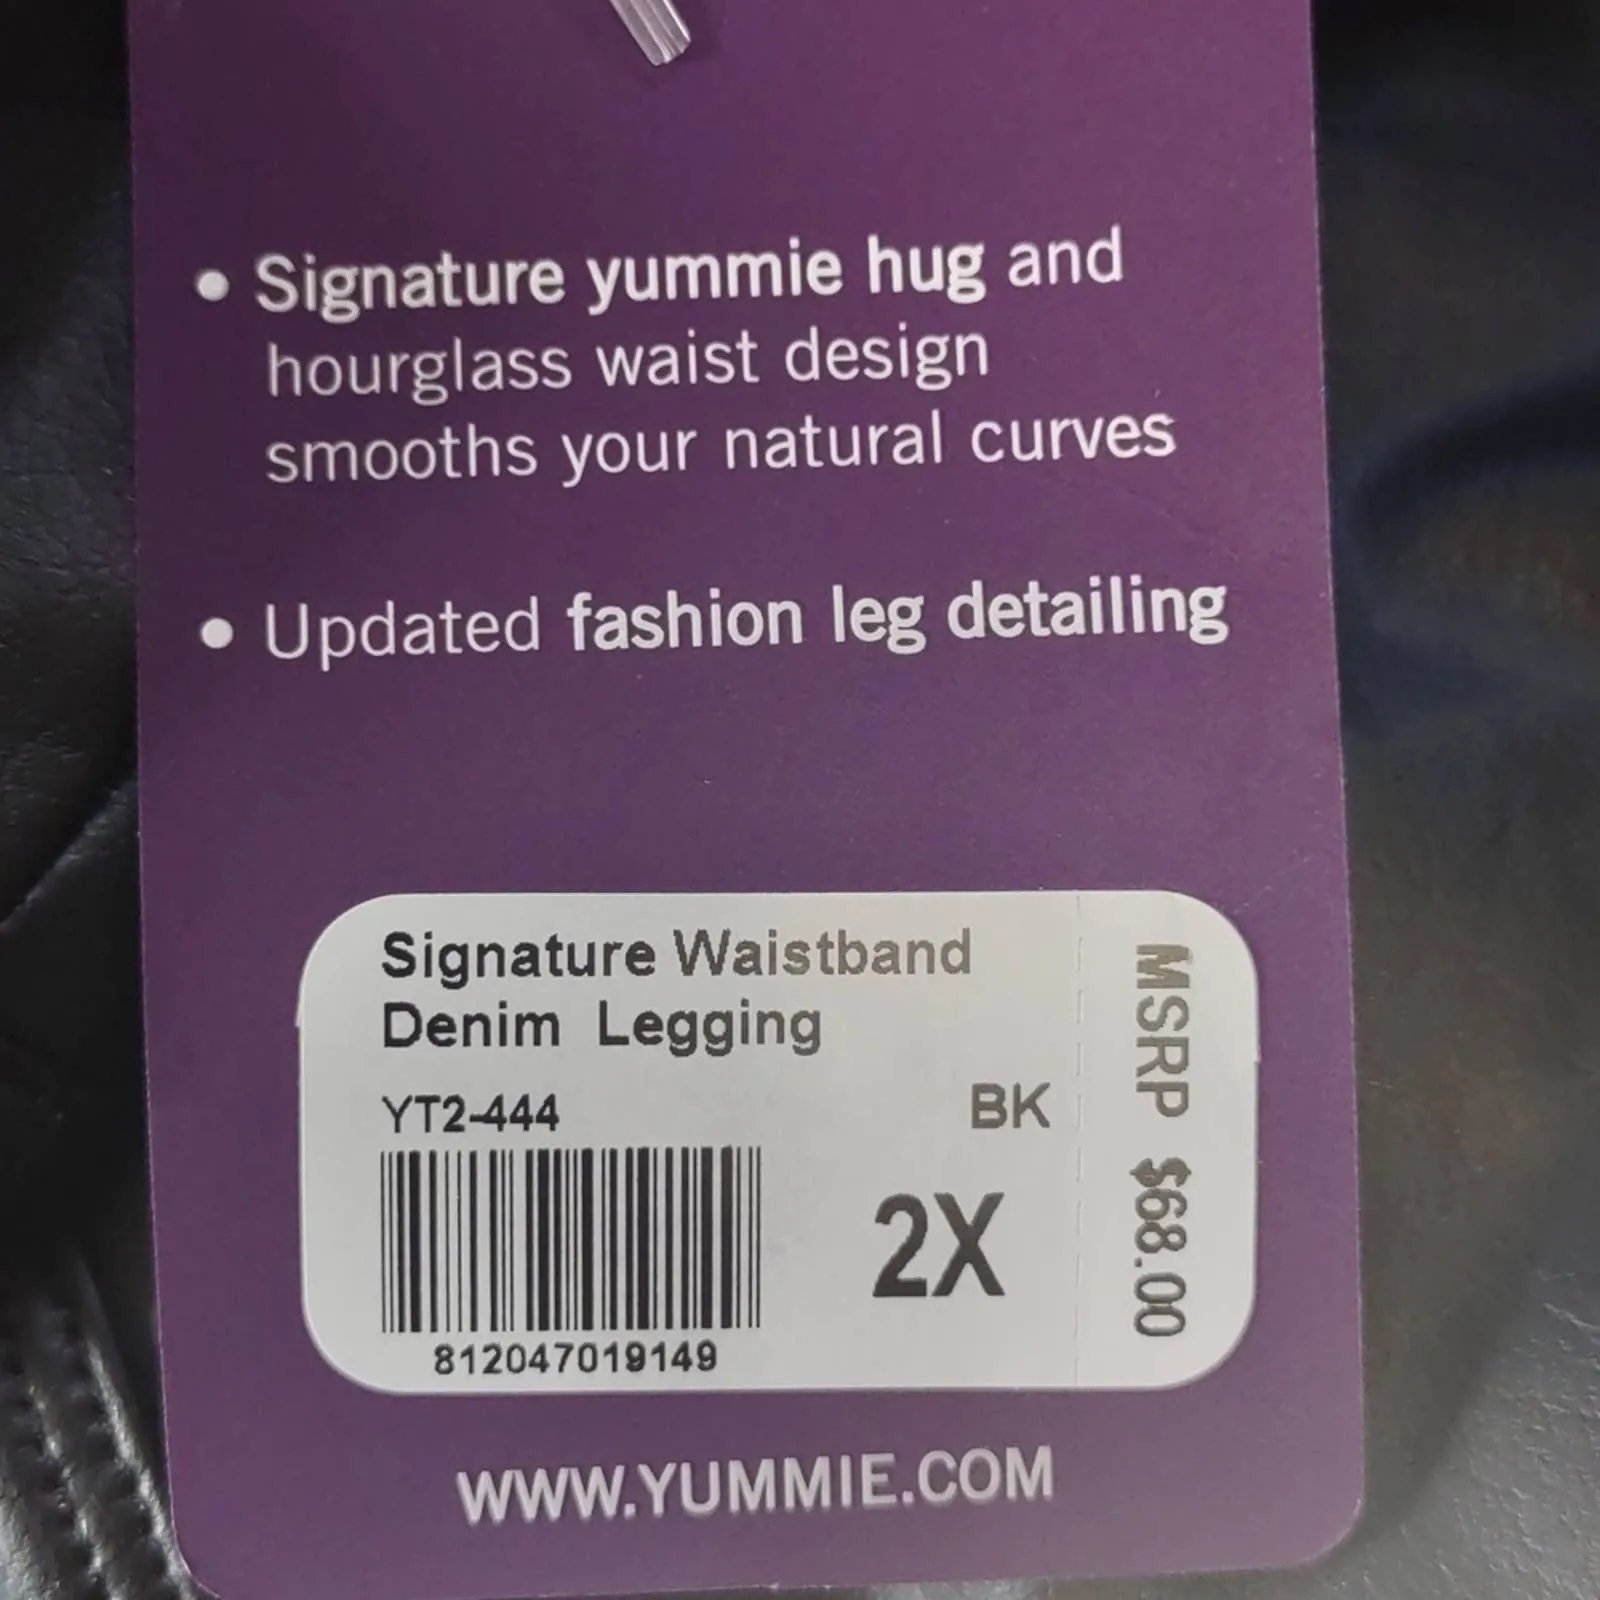 • Signature yummie hug and
hourglass waist design
smooths your natural curves
• Updated fashion leg detailing
Signature Waistband
Denim Legging
YT2-444
BK
2X
812047019149
MSRP $68.00
WWW.YUMMIE.COM